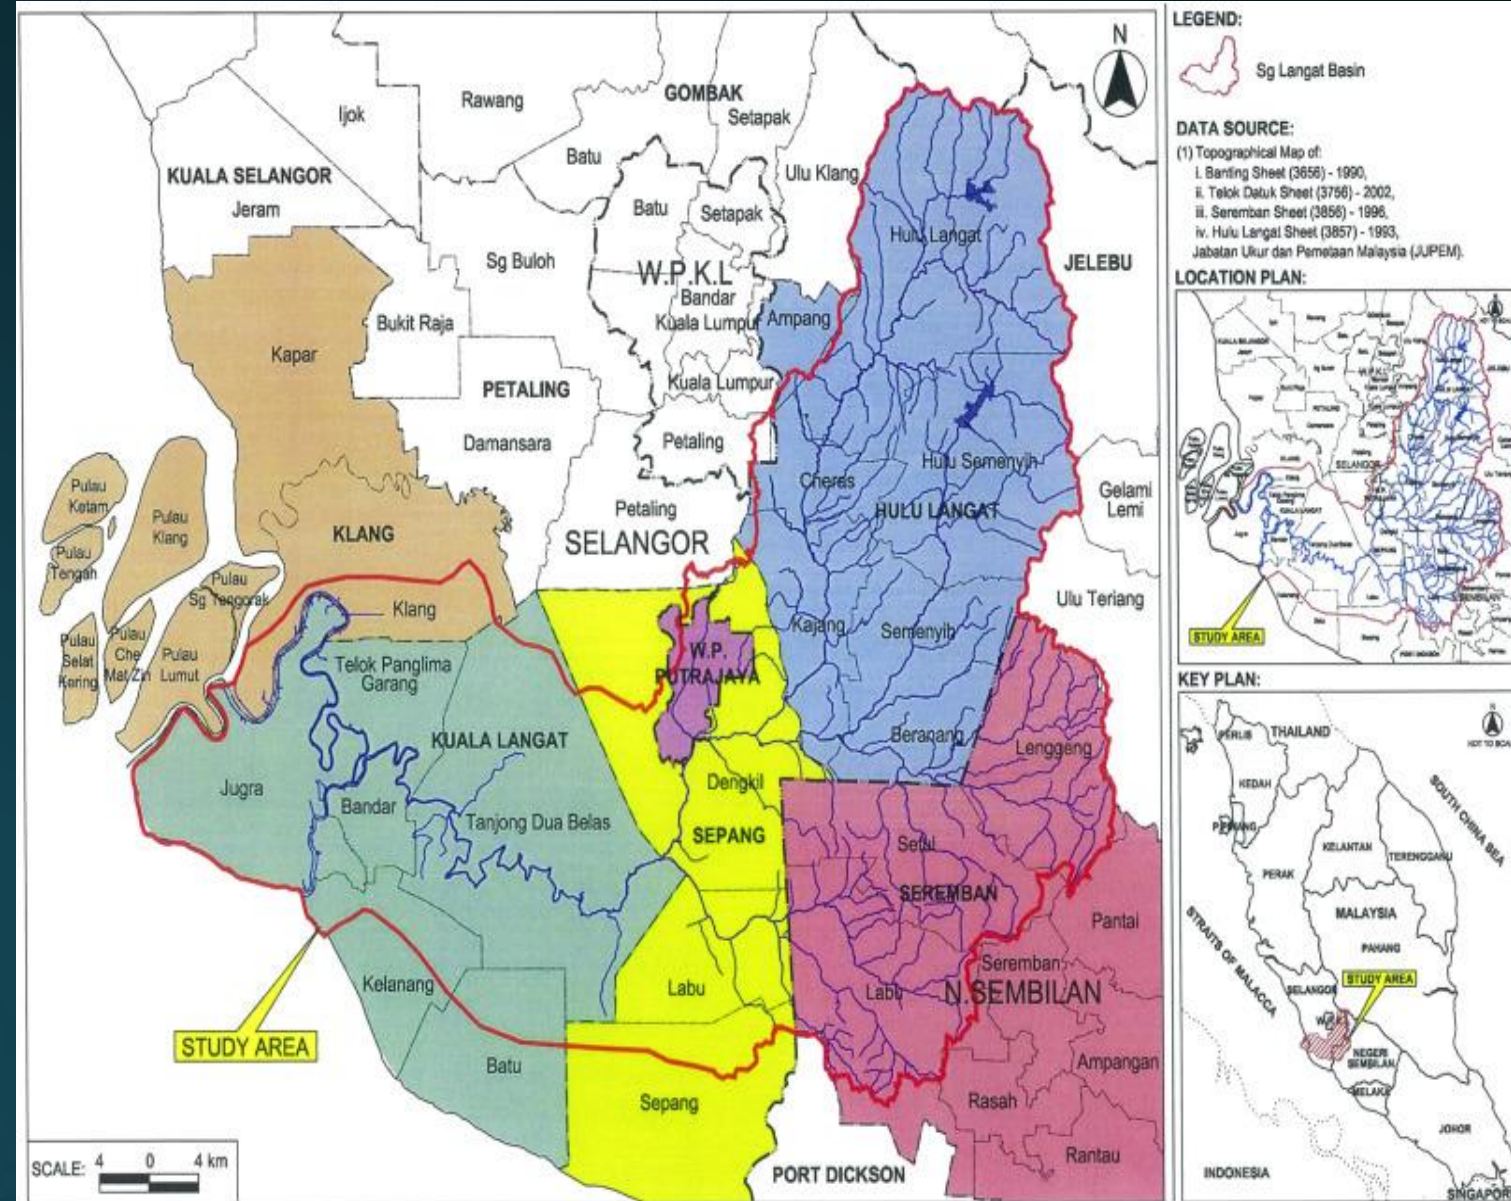 N
GOMBAK
Rawang
Setapak
Ijok
Batu
Ulu Klang
KUALA SELANGOR
Jeram
Batu
Setapak
Hulu Langat
Sg Buloh
JELEBU
W.P.K.L
Bandar
Kuala Lumpur
Ampang
Bukit Raja
Kapar
Kuala Lumpur
PETALING
Damansara
Petaling
Hulu Semenyih
Cheras
Gelami
Lemi
Pulau
Ketam
Pulau
Klang
Petaling
HULU LANGAT
KLANG
SELANGOR
Pulau
Tengah
Pulau
Sg Tengorak
Klang
Ulu Teriang
Kajang
Semenyih
Pulau
Selat
Kering
Pulau
Che
Mat Zin
Pulau
Lumut
Telok Panglima
Garang
W.P.
PUTRAJAYA
KUALA LANGAT
Beranang
Lenggeng
Jugra
Bandar
Dengkil
Tanjong Dua Belas
SEPANG
Setul
SEREMBAN
Pantai
Kelanang
Labu
Labu
Seremban
N.SEMBILAN
STUDY AREA
Batu
Ampangan
Sepang
Rasah
Rantau
PORT DICKSON
SCALE: 4 0 4 km
LEGEND:
Sg Langat Basin
DATA SOURCE:
(1) Topographical Map of:
i. Banting Sheet (3656) - 1990,
ii. Telok Datuk Sheet (3756) - 2002,
iii. Seremban Sheet (3856) - 1996,
iv. Hulu Langat Sheet (3857) - 1993,
Jabatan Ukur dan Pemetaan Malaysia (JUPEM).
LOCATION PLAN:
SELANGOR
STUDY AREA
KEY PLAN:
N
PERLIS
THAILAND
KEDAH
SOUTH CHINA SEA
KELANTAN
TERENGGANU
PERAK
MALAYSIA
PAHANG
STRAITS OF MALACCA
STUDY AREA
SELANGOR
NEGERI
SEMBILAN
MELAKA
JOHOR
INDONESIA
SINGAPOR